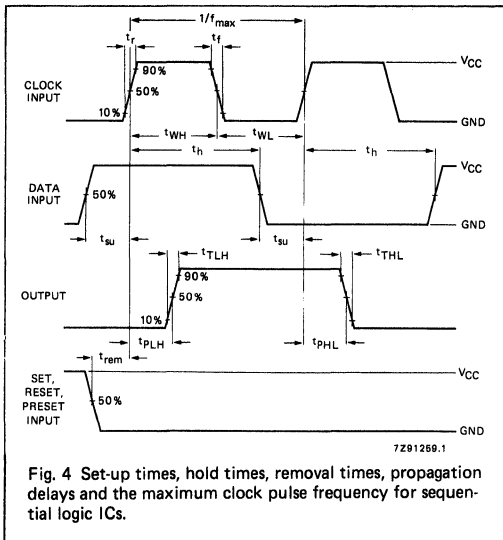 1/fmax
tr
tf
VCC
90%
CLOCK
INPUT
50%
10%
GND
tWH
tWL
th
th
VCC
DATA
INPUT
50%
GND
tsu
tsu
tTLH
tTHL
90%
OUTPUT
50%
10%
tPLH
tPHL
trem
VCC
SET,
RESET,
PRESET
INPUT
50%
GND
7Z91259.1
Fig. 4 Set-up times, hold times, removal times, propagation
delays and the maximum clock pulse frequency for sequen-
tial logic ICs.